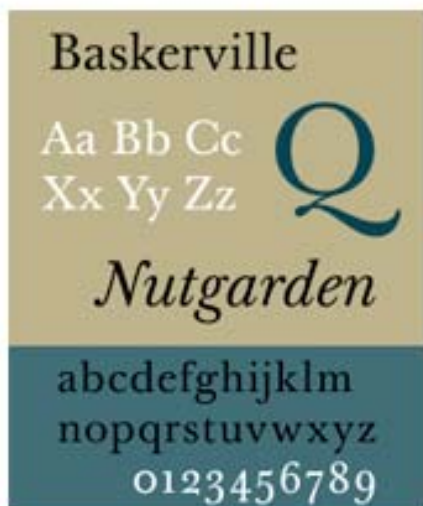 Baskerville
Aa Bb Cc
Xx Yy Zz
Q
Nutgarden
abcdefghijklm
nopqrstuvwxyz
0123456789